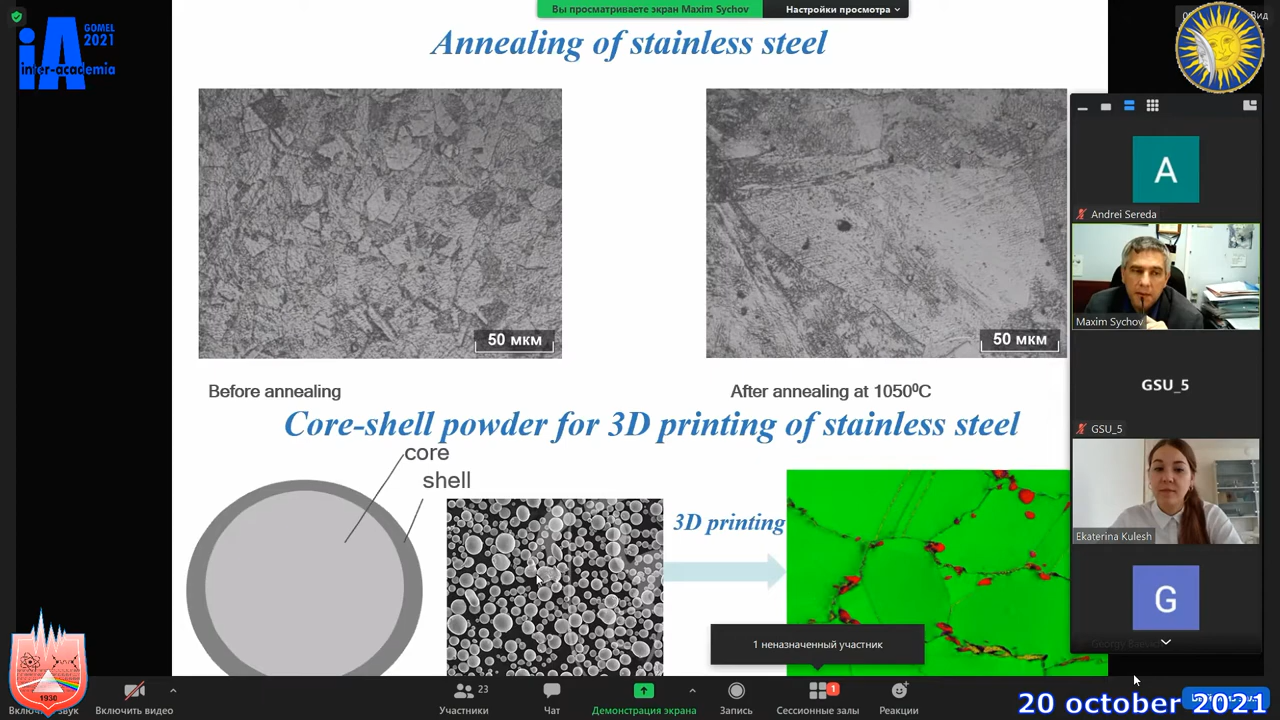 Вы просматриваете экран Maxim Sychov
Настройки просмотра
Вид
iA
GOMEL
2021
inter-academia
Annealing of stainless steel
50 мкм
50 мкм
Before annealing
After annealing at 1050⁰C
Core-shell powder for 3D printing of stainless steel
core
shell
3D printing
A
Andrei Sereda
Maxim Sychov
GSU_5
GSU_5
Ekaterina Kulesh
G
1 неназначенный участник
1930
Включить видео
Участники
23
Чат
Демонстрация экрана
Запись
Сессионные залы
1
Реакции
20 october 2021